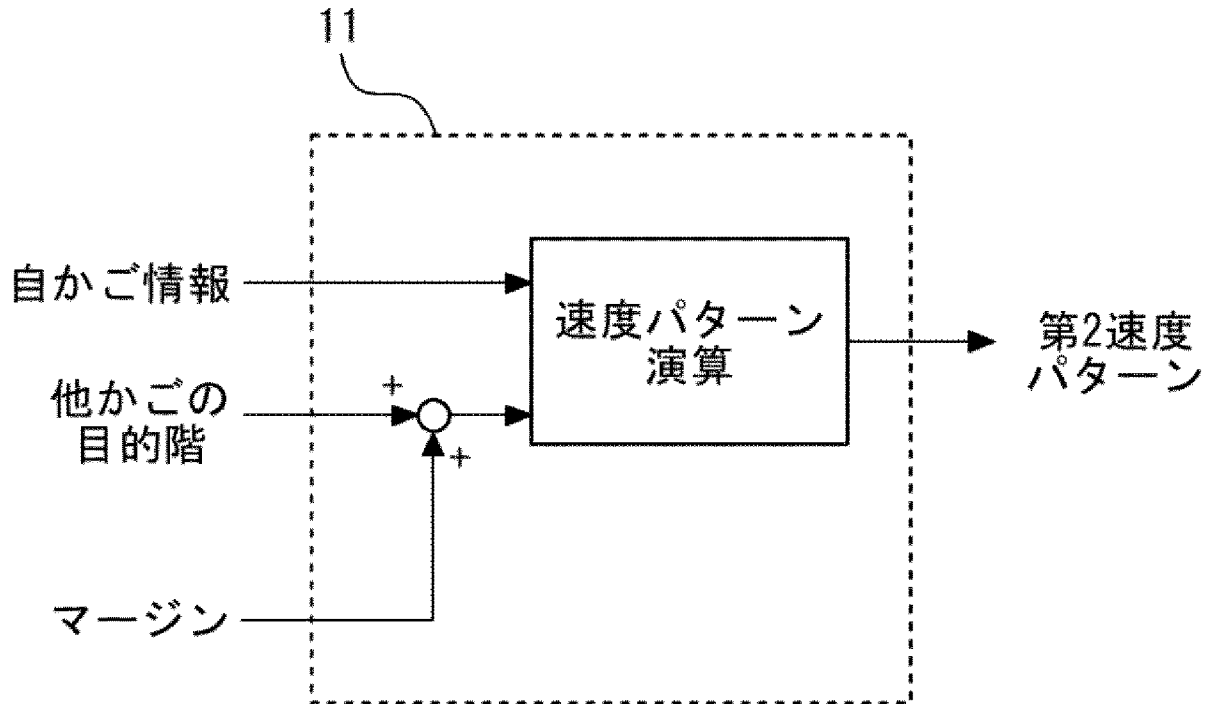 11
自かご情報
速度パターン
演算
第2速度
パターン
他かごの
目的階
+
+
マージン